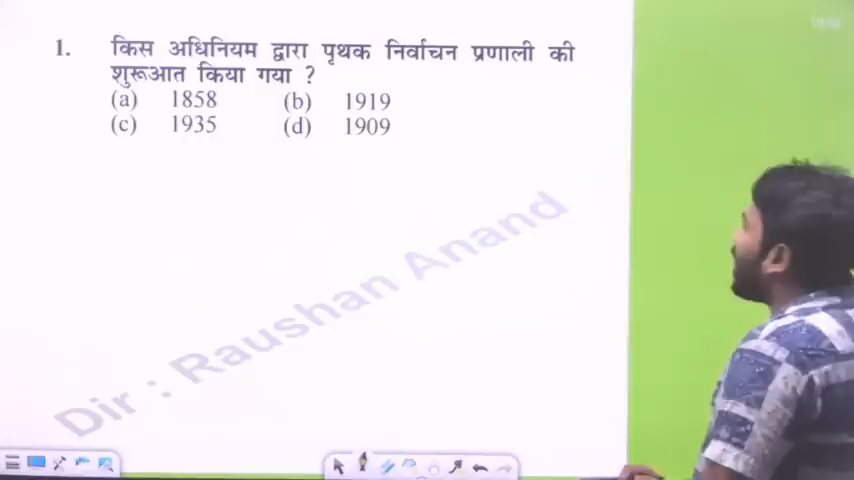 1. किस अधिनियम द्वारा पृथक निर्वाचन प्रणाली की
शुरूआत किया गया ?
(a) 1858 (b) 1919
(c) 1935 (d) 1909
Dir : Raushan Anand